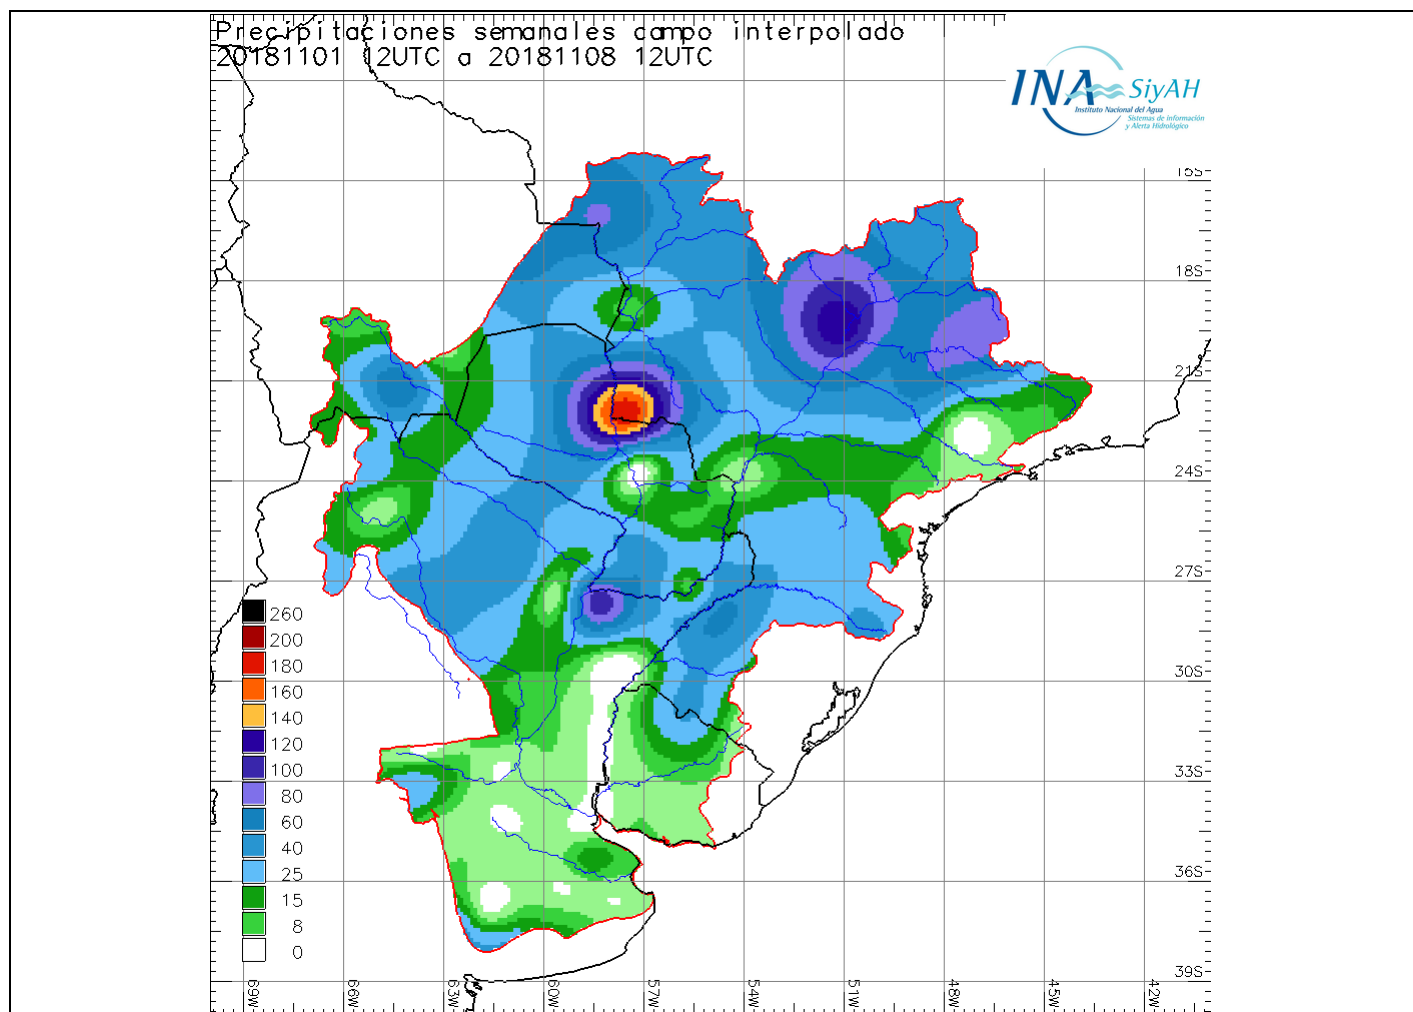 Precipitaciones semanales campo interpolado
20181101 12UTC a 20181108 12UTC
INA SiyAH
Instituto Nacional del Agua
Sistemas de Información
y Alerta Hidrológico
15S
18S
21S
24S
27S
30S
33S
36S
39S
260
200
180
160
140
120
100
80
60
40
25
15
8
0
69W
66W
63W
60W
57W
54W
51W
48W
45W
42W